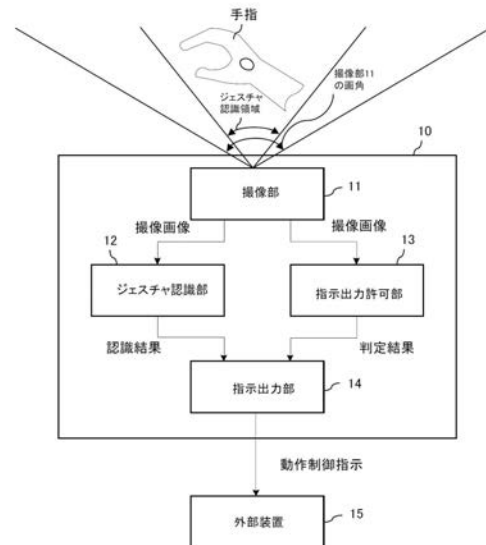 手指
撮像部11
の画角
ジェスチャ
認識領域
10
撮像部
11
撮像画像
撮像画像
12
13
ジェスチャ認識部
指示出力許可部
認識結果
判定結果
指示出力部
14
動作制御指示
外部装置
15